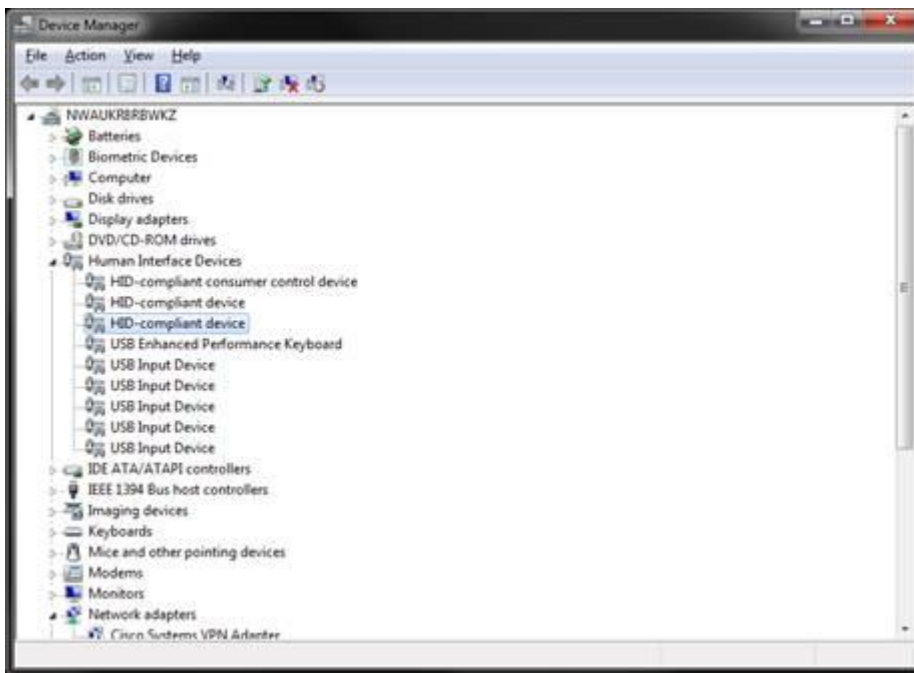 Device Manager
File Action View Help
NWAUKRBRBWKZ
Batteries
Biometric Devices
Computer
Disk drives
Display adapters
DVD/CD-ROM drives
Human Interface Devices
HID-compliant consumer control device
HID-compliant device
HID-compliant device
USB Enhanced Performance Keyboard
USB Input Device
USB Input Device
USB Input Device
USB Input Device
USB Input Device
IDE ATA/ATAPI controllers
IEEE 1394 Bus host controllers
Imaging devices
Keyboards
Mice and other pointing devices
Modems
Monitors
Network adapters
Cisco Systems VPN Adapter